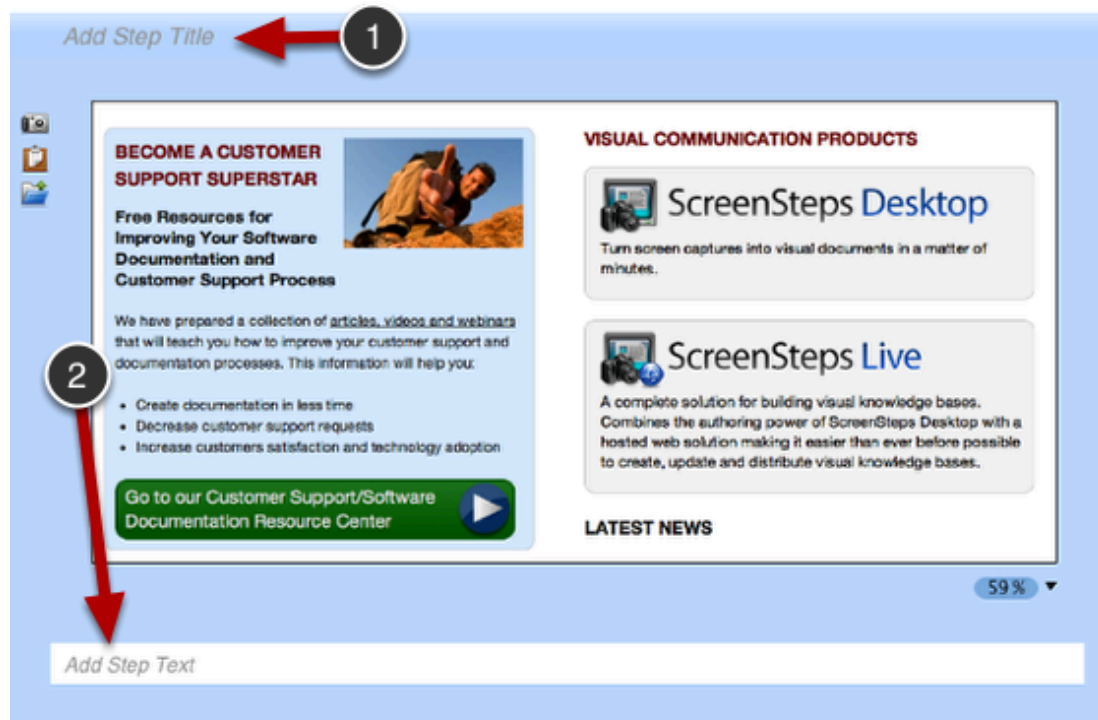 Add Step Title
1
BECOME A CUSTOMER
SUPPORT SUPERSTAR
Free Resources for
Improving Your Software
Documentation and
Customer Support Process
We have prepared a collection of articles, videos and webinars
that will teach you how to improve your customer support and
documentation processes. This information will help you:
2
• Create documentation in less time
• Decrease customer support requests
• Increase customers satisfaction and technology adoption
Go to our Customer Support/Software
Documentation Resource Center
VISUAL COMMUNICATION PRODUCTS
ScreenSteps Desktop
Turn screen captures into visual documents in a matter of
minutes.
ScreenSteps Live
A complete solution for building visual knowledge bases.
Combines the authoring power of ScreenSteps Desktop with a
hosted web solution making it easier than ever before possible
to create, update and distribute visual knowledge bases.
LATEST NEWS
59 %
Add Step Text